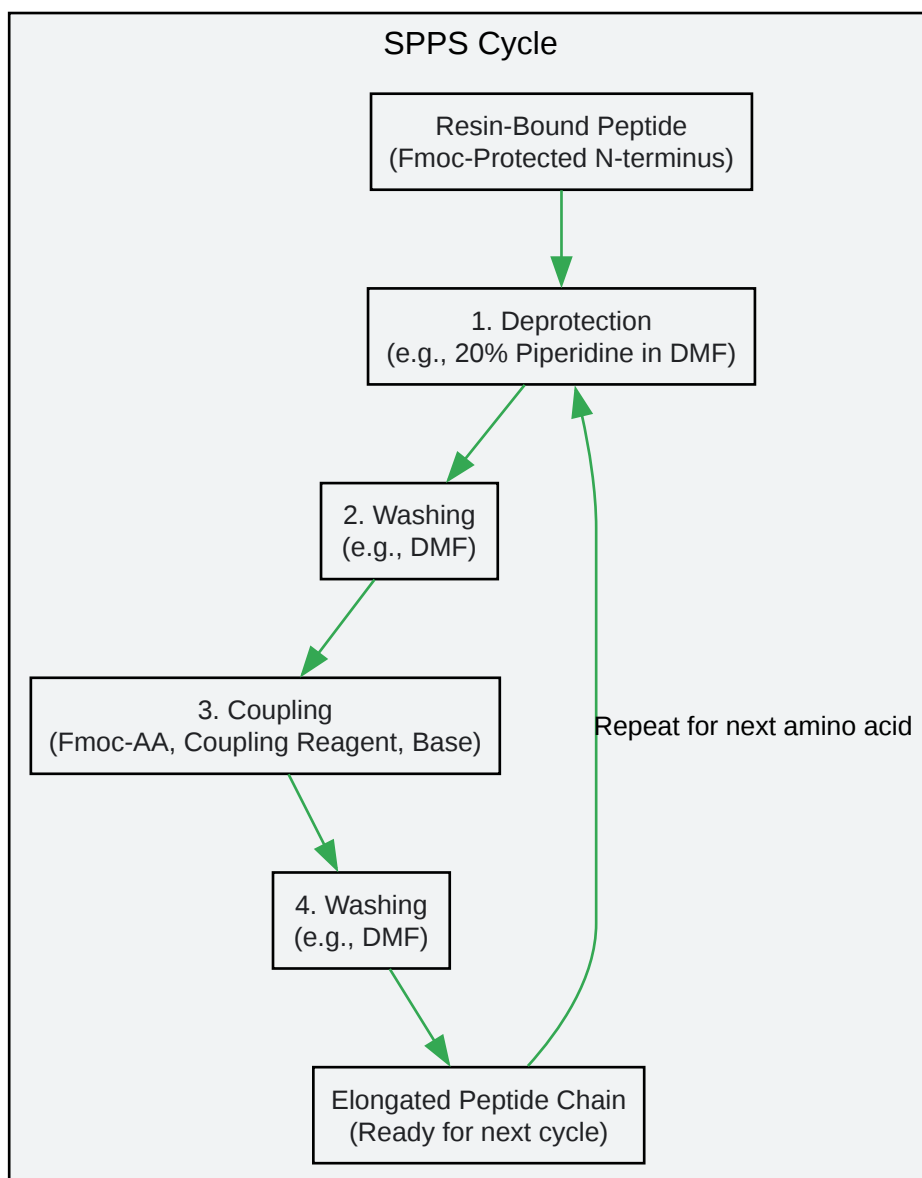 SPPS Cycle
Resin-Bound Peptide
(Fmoc-Protected N-terminus)
1. Deprotection
(e.g., 20% Piperidine in DMF)
2. Washing
(e.g., DMF)
3. Coupling
(Fmoc-AA, Coupling Reagent, Base)
Repeat for next amino acid
4. Washing
(e.g., DMF)
Elongated Peptide Chain
(Ready for next cycle)